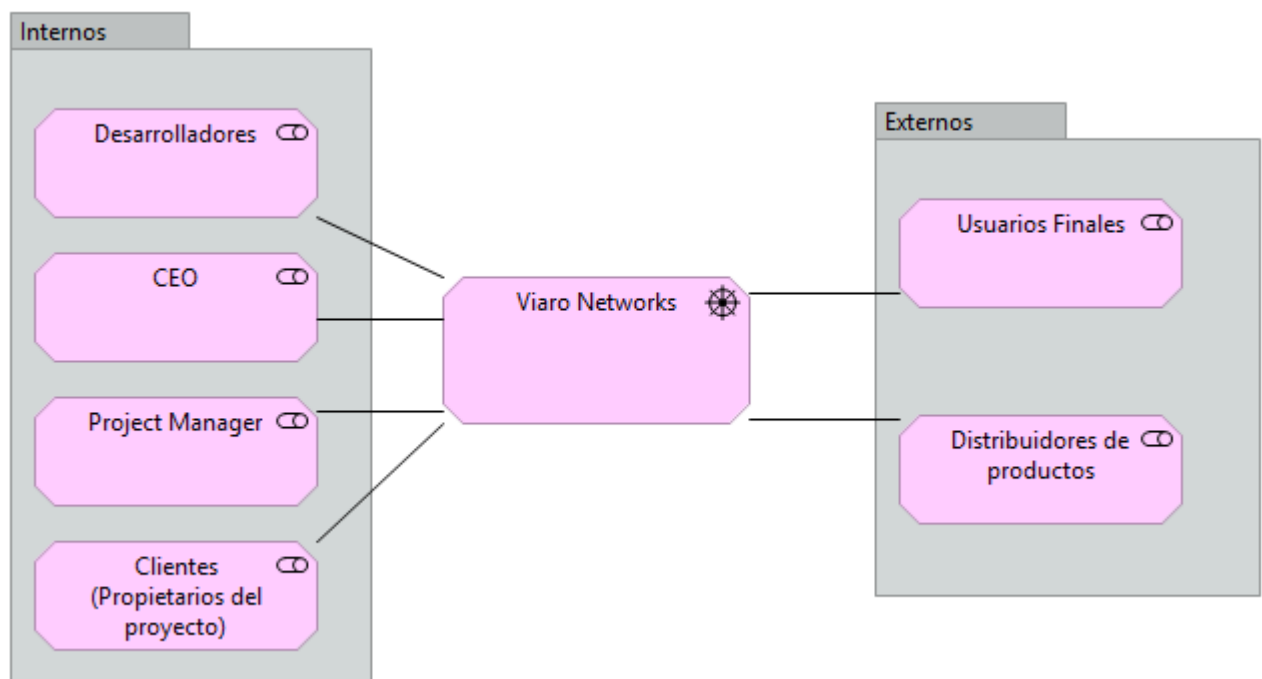 Internos
Desarrolladores
CEO
Project Manager
Clientes
(Propietarios del
proyecto)
Viaro Networks
Externos
Usuarios Finales
Distribuidores de
productos